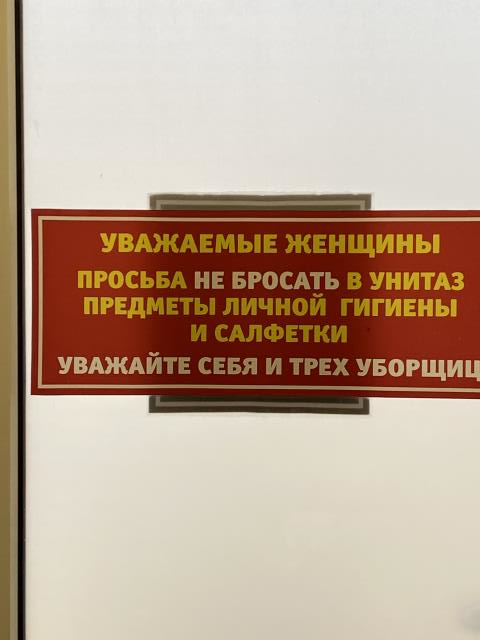 УВАЖАЕМЫЕ ЖЕНЩИНЫ
ПРОСЬБА НЕ БРОСАТЬ В УНИТАЗ
ПРЕДМЕТЫ ЛИЧНОЙ ГИГИЕНЫ
И САЛФЕТКИ
УВАЖАЙТЕ СЕБЯ И ТРЕХ УБОРЩИЦ